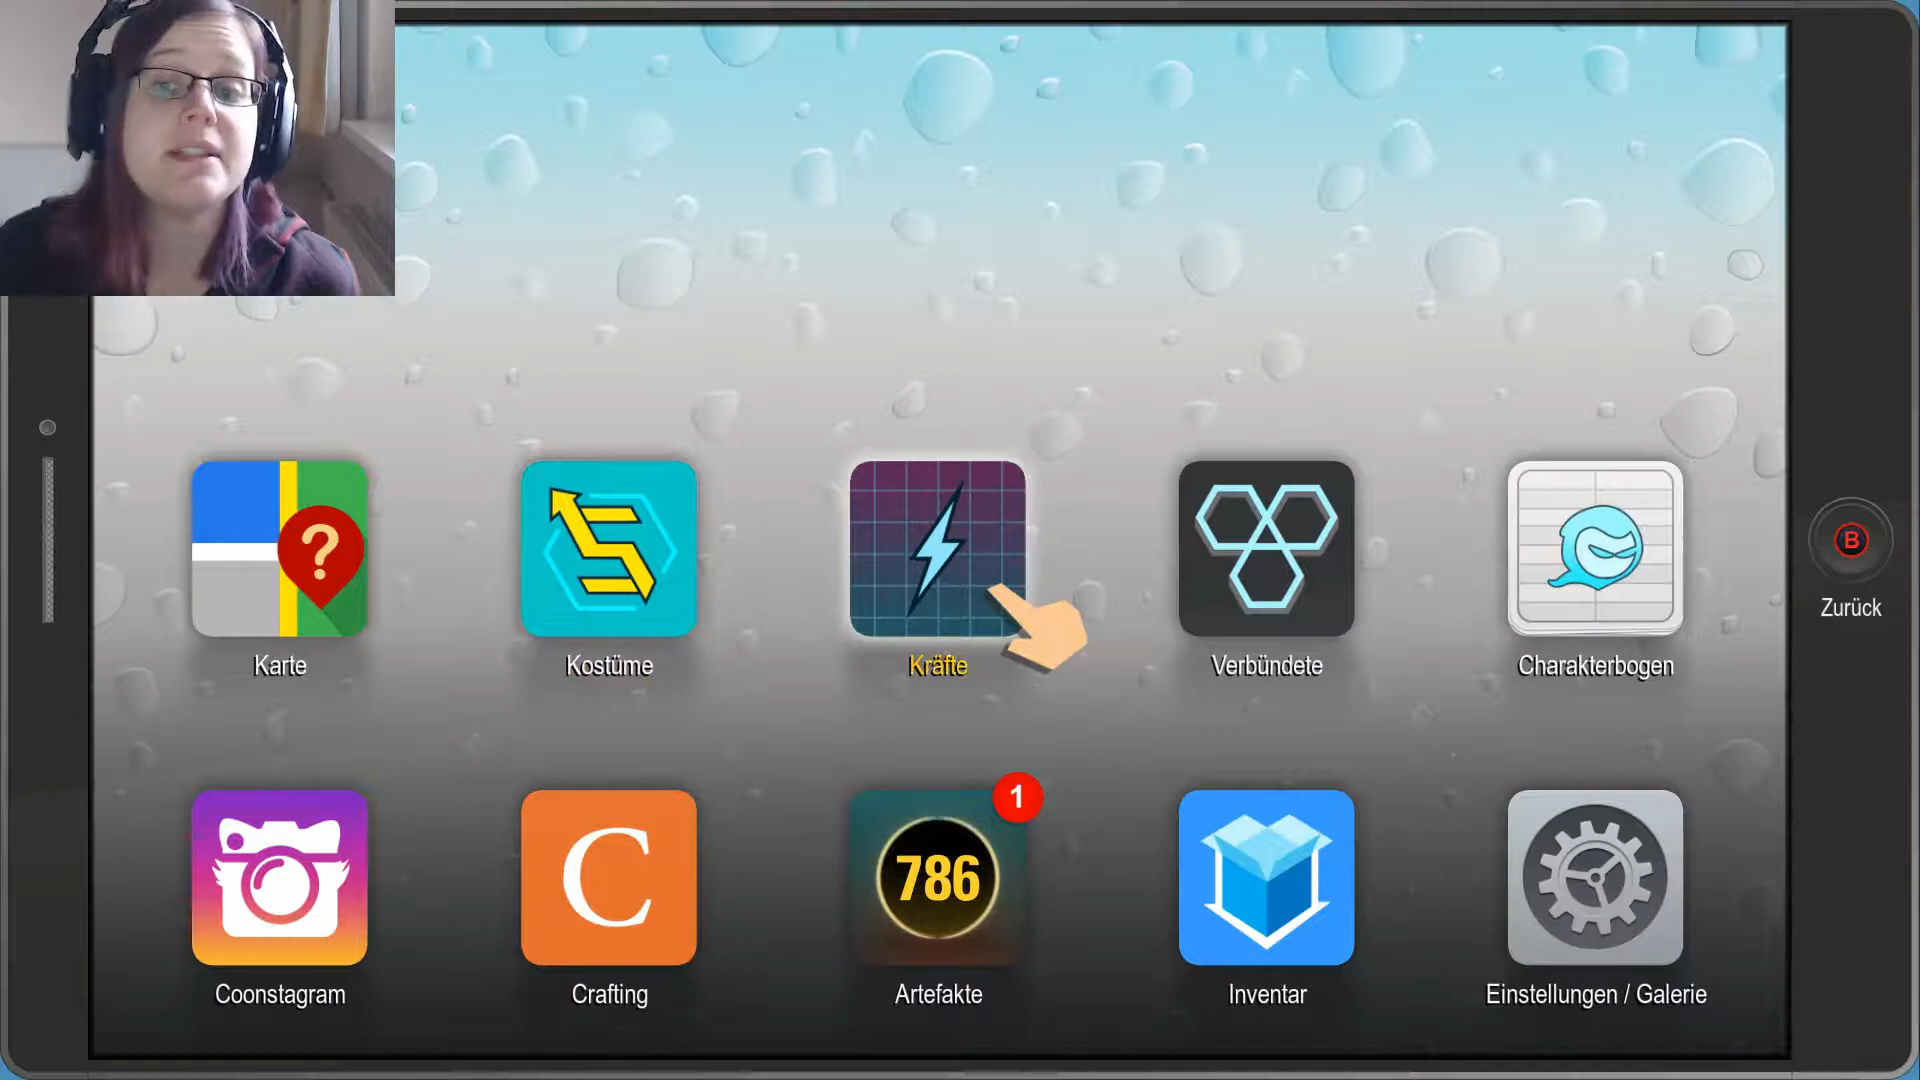 ?
B
Zurück
Karte
Kostüme
Kräfte
Verbündete
Charakterbogen
1
C
786
Coonstagram
Crafting
Artefakte
Inventar
Einstellungen / Galerie